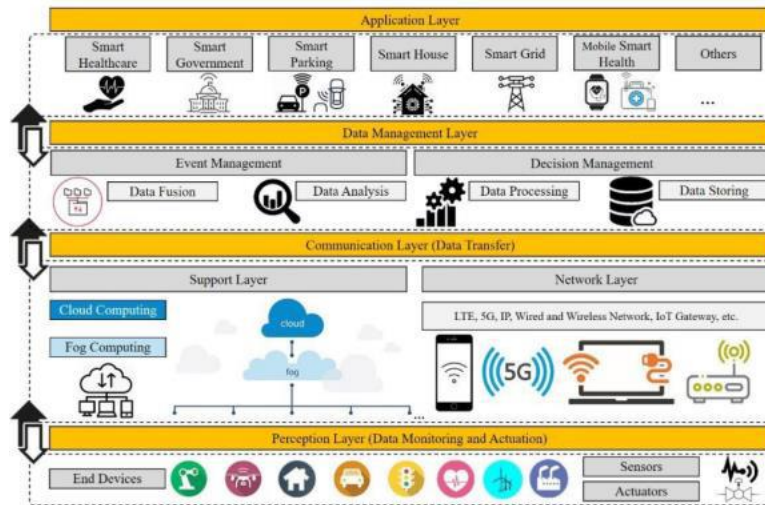 Application Layer
Smart Healthcare
Smart Government
Smart Parking
Smart House
Smart Grid
Mobile Smart Health
Others
...
Data Management Layer
Event Management
Decision Management
Data Fusion
Data Analysis
Data Processing
Data Storing
Communication Layer (Data Transfer)
Support Layer
Network Layer
Cloud Computing
cloud
LTE, 5G, IP, Wired and Wireless Network, IoT Gateway, etc.
Fog Computing
fog
5G
...
Perception Layer (Data Monitoring and Actuation)
End Devices
Sensors
Actuators